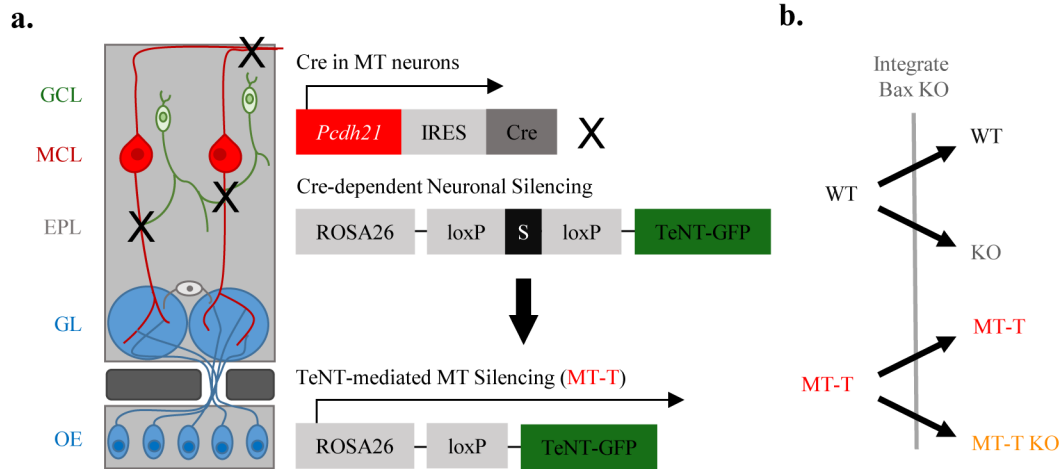 a.
GCL
MCL
EPL
GL
OE
Cre in MT neurons
Pcdh21 IRES Cre X
Cre-dependent Neuronal Silencing
ROSA26 loxP S loxP TeNT-GFP
TeNT-mediated MT Silencing (MT-T)
ROSA26 loxP TeNT-GFP
X
X
X
b.
Integrate
Bax KO
WT
WT
KO
MT-T
MT-T
MT-T KO